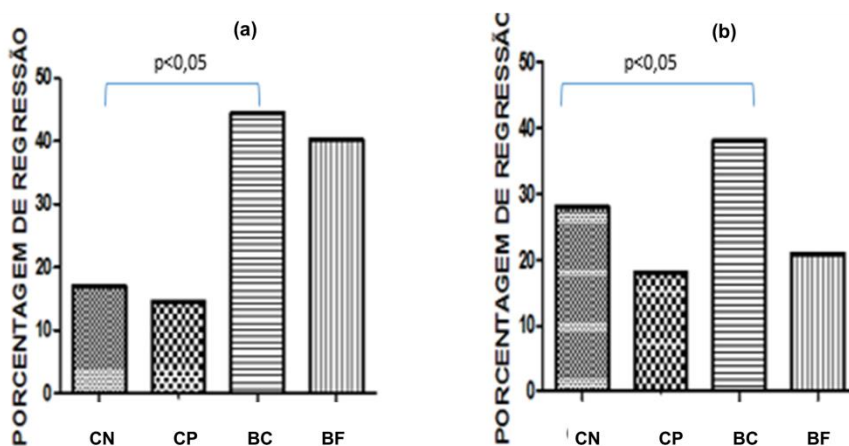 (a)
PORCENTAGEM DE REGRESSÃO
p<0,05
50
40
30
20
10
0
CN CP BC BF
(b)
PORCENTAGEM DE REGRESSÃO
p<0,05
50
40
30
20
10
0
CN CP BC BF